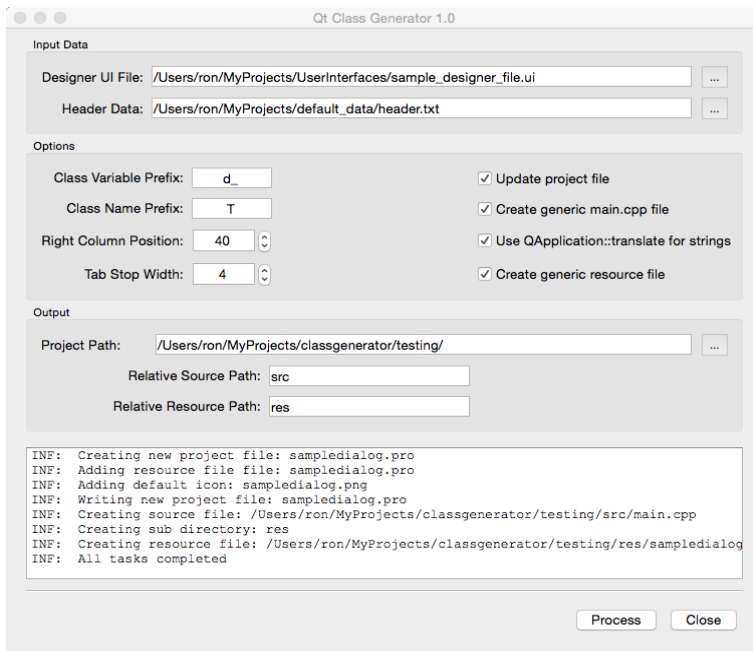 Qt Class Generator 1.0
Input Data
Designer UI File: /Users/ron/MyProjects/UserInterfaces/sample_designer_file.ui ...
Header Data: /Users/ron/MyProjects/default_data/header.txt ...
Options
Class Variable Prefix: d_ Update project file
Class Name Prefix: T Create generic main.cpp file
Right Column Position: 40 Use QApplication::translate for strings
Tab Stop Width: 4 Create generic resource file
Output
Project Path: /Users/ron/MyProjects/classgenerator/testing/ ...
Relative Source Path: src
Relative Resource Path: res
INF: Creating new project file: sampledialog.pro
INF: Adding resource file file: sampledialog.pro
INF: Adding default icon: sampledialog.png
INF: Writing new project file: sampledialog.pro
INF: Creating source file: /Users/ron/MyProjects/classgenerator/testing/src/main.cpp
INF: Creating sub directory: res
INF: Creating resource file: /Users/ron/MyProjects/classgenerator/testing/res/sampledialog
INF: All tasks completed
Process Close